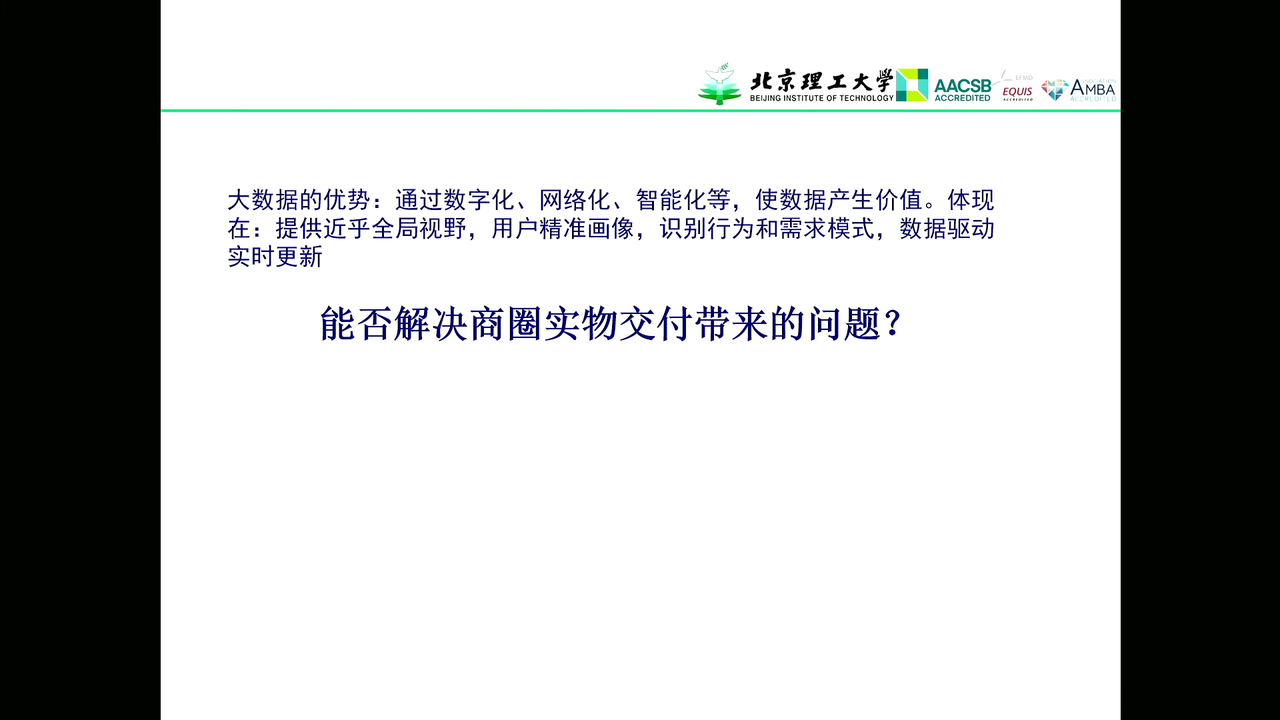 北京理工大学
BEIJING INSTITUTE OF TECHNOLOGY
AACSB
ACCREDITED
EFMD
EQUIS
ACCREDITED
ASSOCIATION
AMBA
ACCREDITED
大数据的优势：通过数字化、网络化、智能化等，使数据产生价值。体现
在：提供近乎全局视野，用户精准画像，识别行为和需求模式，数据驱动
实时更新
能否解决商圈实物交付带来的问题？